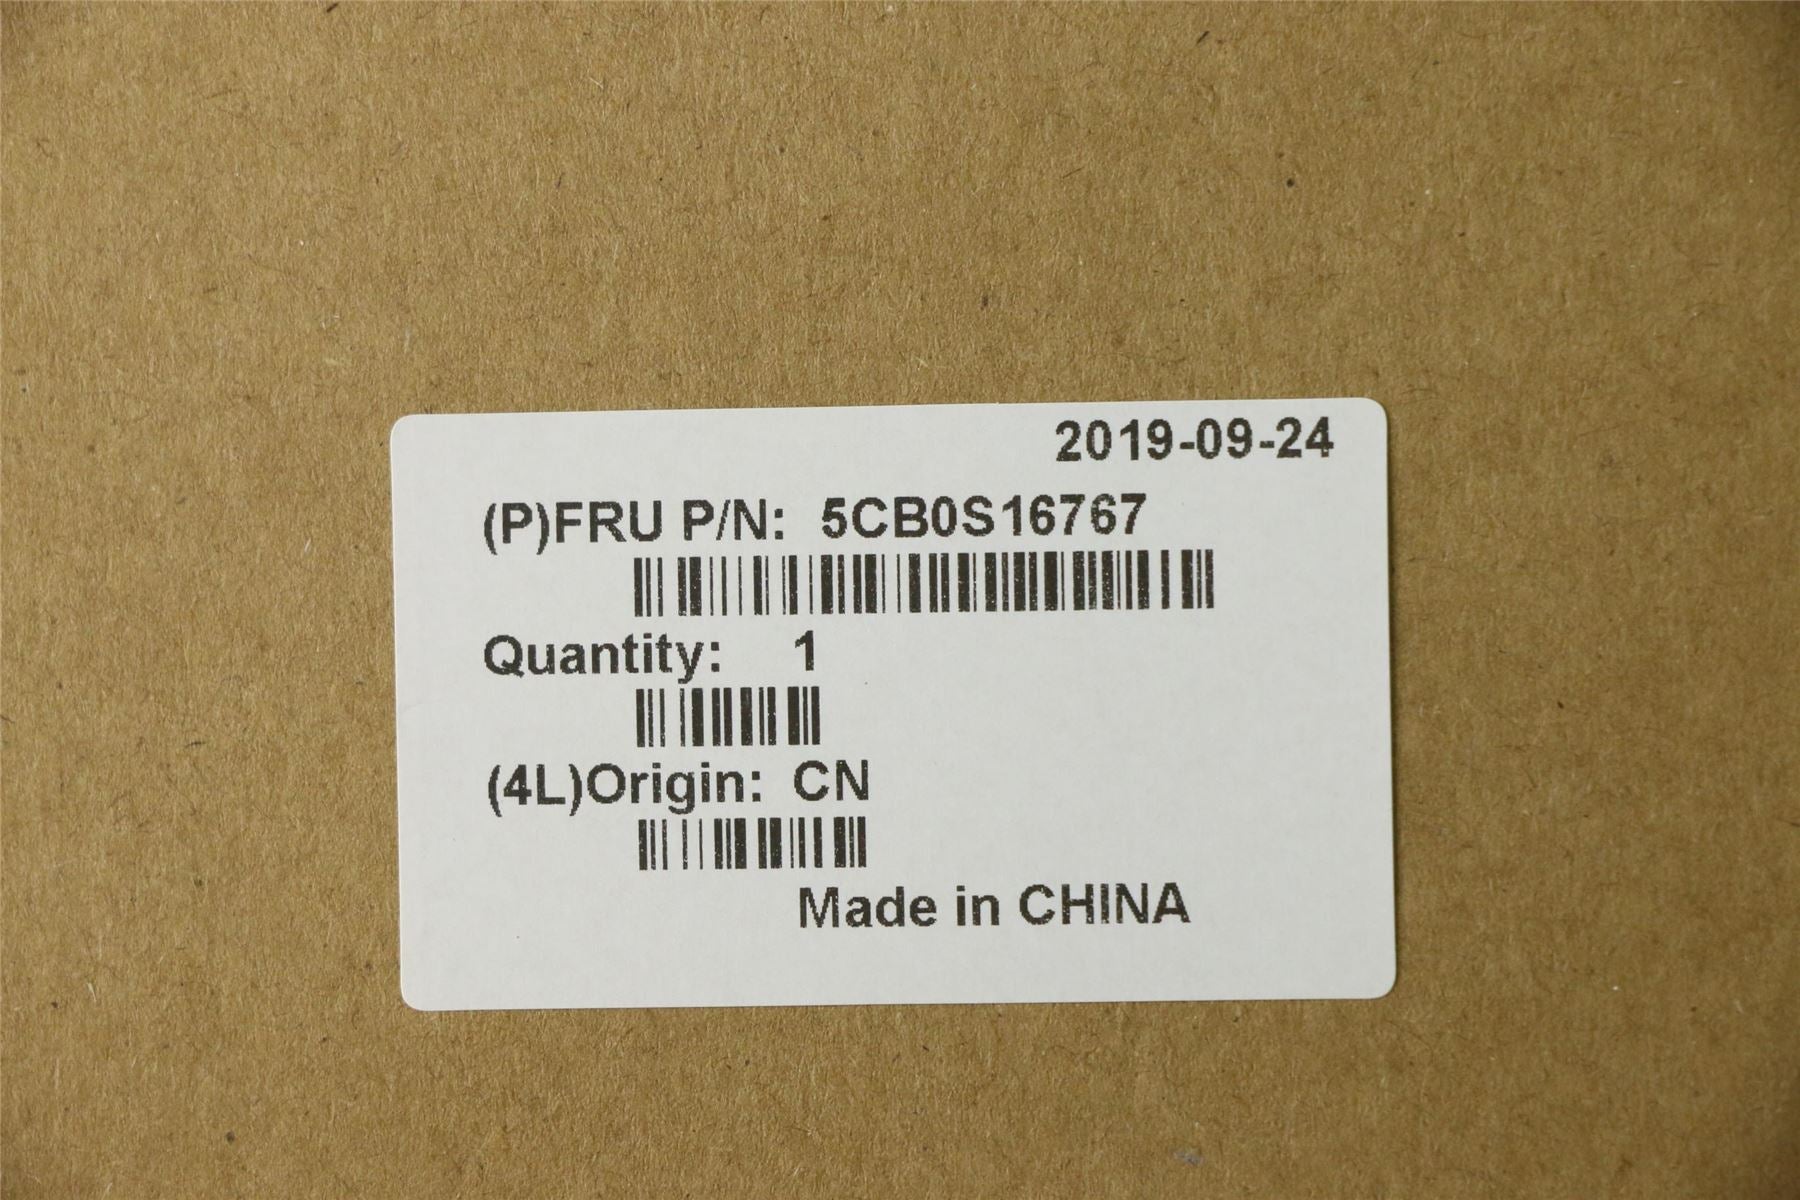 2019-09-24
(P)FRU P/N: 5CB0S16767
Quantity: 1
(4L)Origin: CN
Made in CHINA